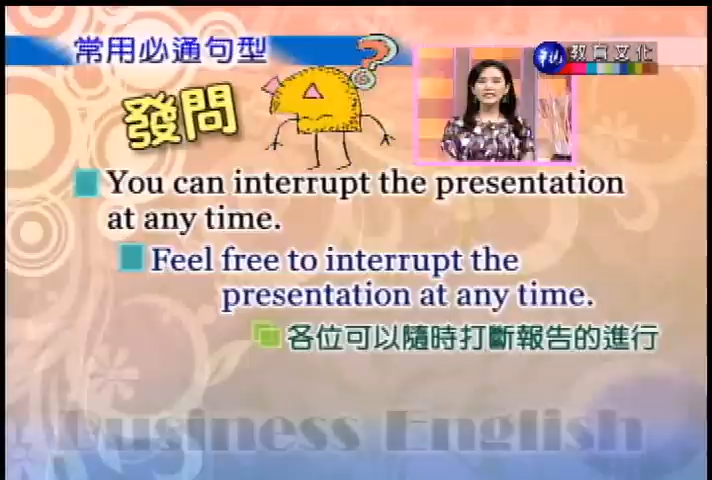 常用必通句型
教育文化
發問
You can interrupt the presentation
at any time.
Feel free to interrupt the
presentation at any time.
各位可以隨時打斷報告的進行
Business English